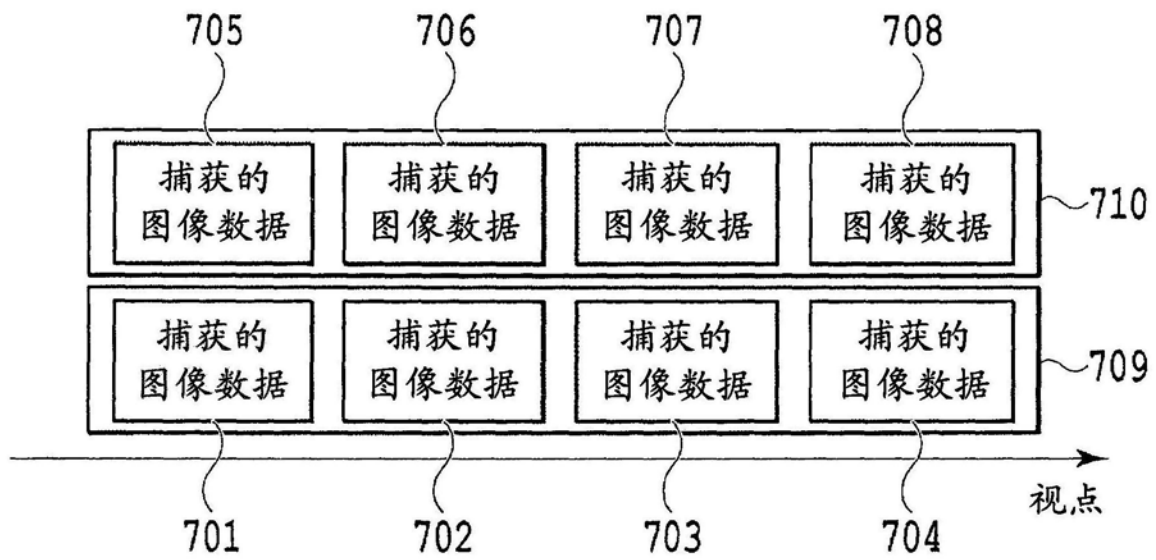 705 706 707 708
捕获的 捕获的 捕获的 捕获的
图像数据 图像数据 图像数据 图像数据
710
捕获的 捕获的 捕获的 捕获的
图像数据 图像数据 图像数据 图像数据
709
视点
701 702 703 704